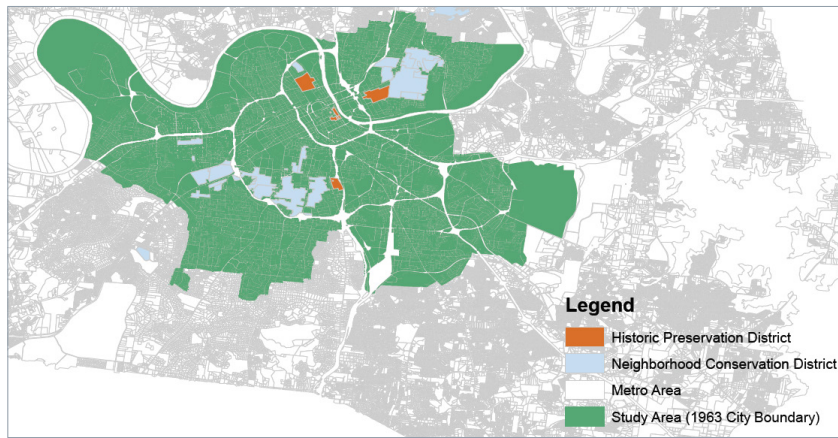 Legend
Historic Preservation District
Neighborhood Conservation District
Metro Area
Study Area (1963 City Boundary)